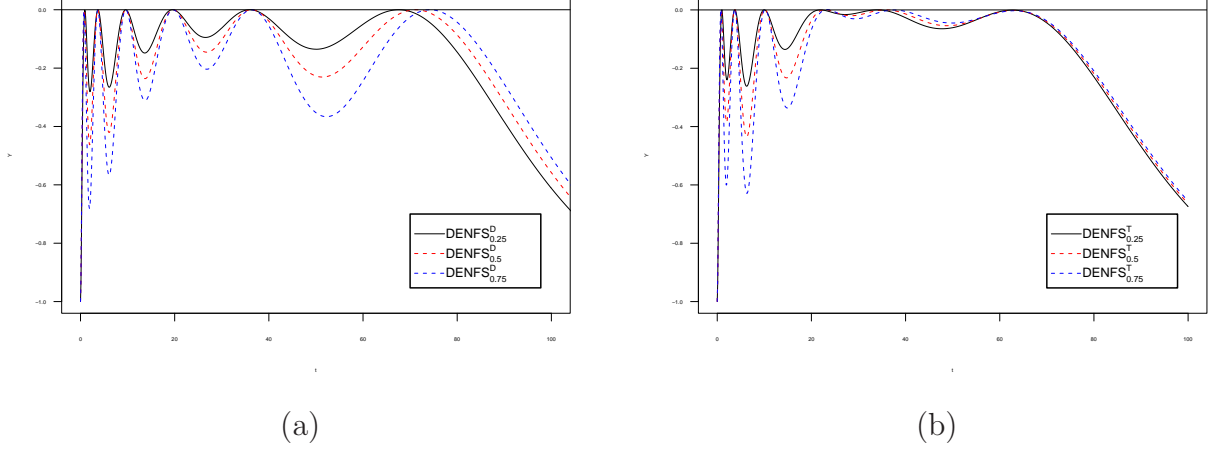 0.0
−0.2
−0.4
−0.6
−0.8
−1.0
Y
0 20 40 60 80 100
t
DENFS^D_0.25
DENFS^D_0.5
DENFS^D_0.75
(a)
0.0
−0.2
−0.4
−0.6
−0.8
−1.0
Y
0 20 40 60 80 100
t
DENFS^T_0.25
DENFS^T_0.5
DENFS^T_0.75
(b)